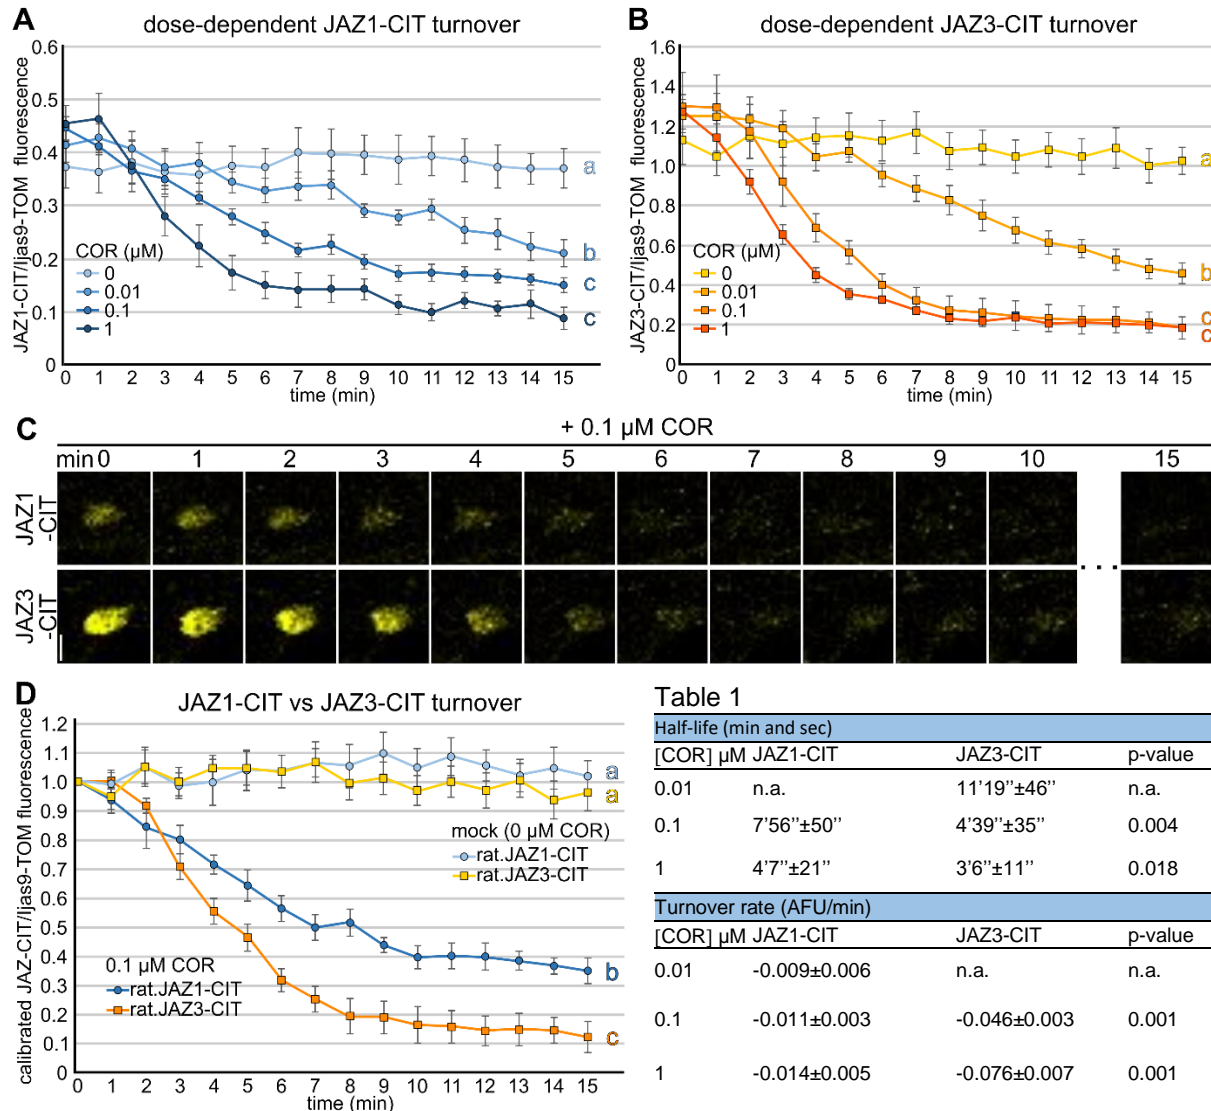 A
dose-dependent JAZ1-CIT turnover
JAZ1-CIT/ljas9-TOM fluorescence
0.6
0.5
0.4
0.3
0.2
0.1
0
COR (µM)
0
0.01
0.1
1
a
b
c
c
0 1 2 3 4 5 6 7 8 9 10 11 12 13 14 15
time (min)
B
dose-dependent JAZ3-CIT turnover
JAZ3-CIT/ljas9-TOM fluorescence
1.6
1.4
1.2
1.0
0.8
0.6
0.4
0.2
0
COR (µM)
0
0.01
0.1
1
a
b
c
c
0 1 2 3 4 5 6 7 8 9 10 11 12 13 14 15
time (min)
C
+ 0.1 µM COR
min 0 1 2 3 4 5 6 7 8 9 10 15
JAZ1
-CIT
. . .
JAZ3
-CIT
D
JAZ1-CIT vs JAZ3-CIT turnover
calibrated JAZ-CIT/ljas9-TOM fluorescence
1.2
1.1
1.0
0.9
0.8
0.7
0.6
0.5
0.4
0.3
0.2
0.1
0
a
a
mock (0 µM COR)
rat.JAZ1-CIT
rat.JAZ3-CIT
0.1 µM COR
rat.JAZ1-CIT
rat.JAZ3-CIT
b
c
0 1 2 3 4 5 6 7 8 9 10 11 12 13 14 15
time (min)
Table 1
Half-life (min and sec)
[COR] µM JAZ1-CIT JAZ3-CIT p-value
0.01 n.a. 11'19’’±46’’ n.a.
0.1 7'56’’±50’’ 4'39’’±35’’ 0.004
1 4'7’’±21’’ 3'6’’±11’’ 0.018
Turnover rate (AFU/min)
[COR] µM JAZ1-CIT JAZ3-CIT p-value
0.01 -0.009±0.006 n.a. n.a.
0.1 -0.011±0.003 -0.046±0.003 0.001
1 -0.014±0.005 -0.076±0.007 0.001